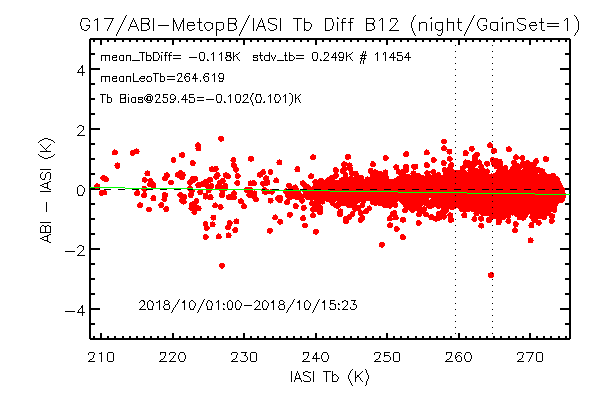 G17/ABI-MetopB/IASI Tb Diff B12 (night/GainSet=1)
mean_TbDiff= -0.118K stdv_tb= 0.249K # 11454
meanLeoTb=264.619
Tb Bias@259.45=-0.102(0.101)K
4
2
0
-2
-4
ABI - IASI (K)
2018/10/01:00-2018/10/15:23
210 220 230 240 250 260 270
IASI Tb (K)